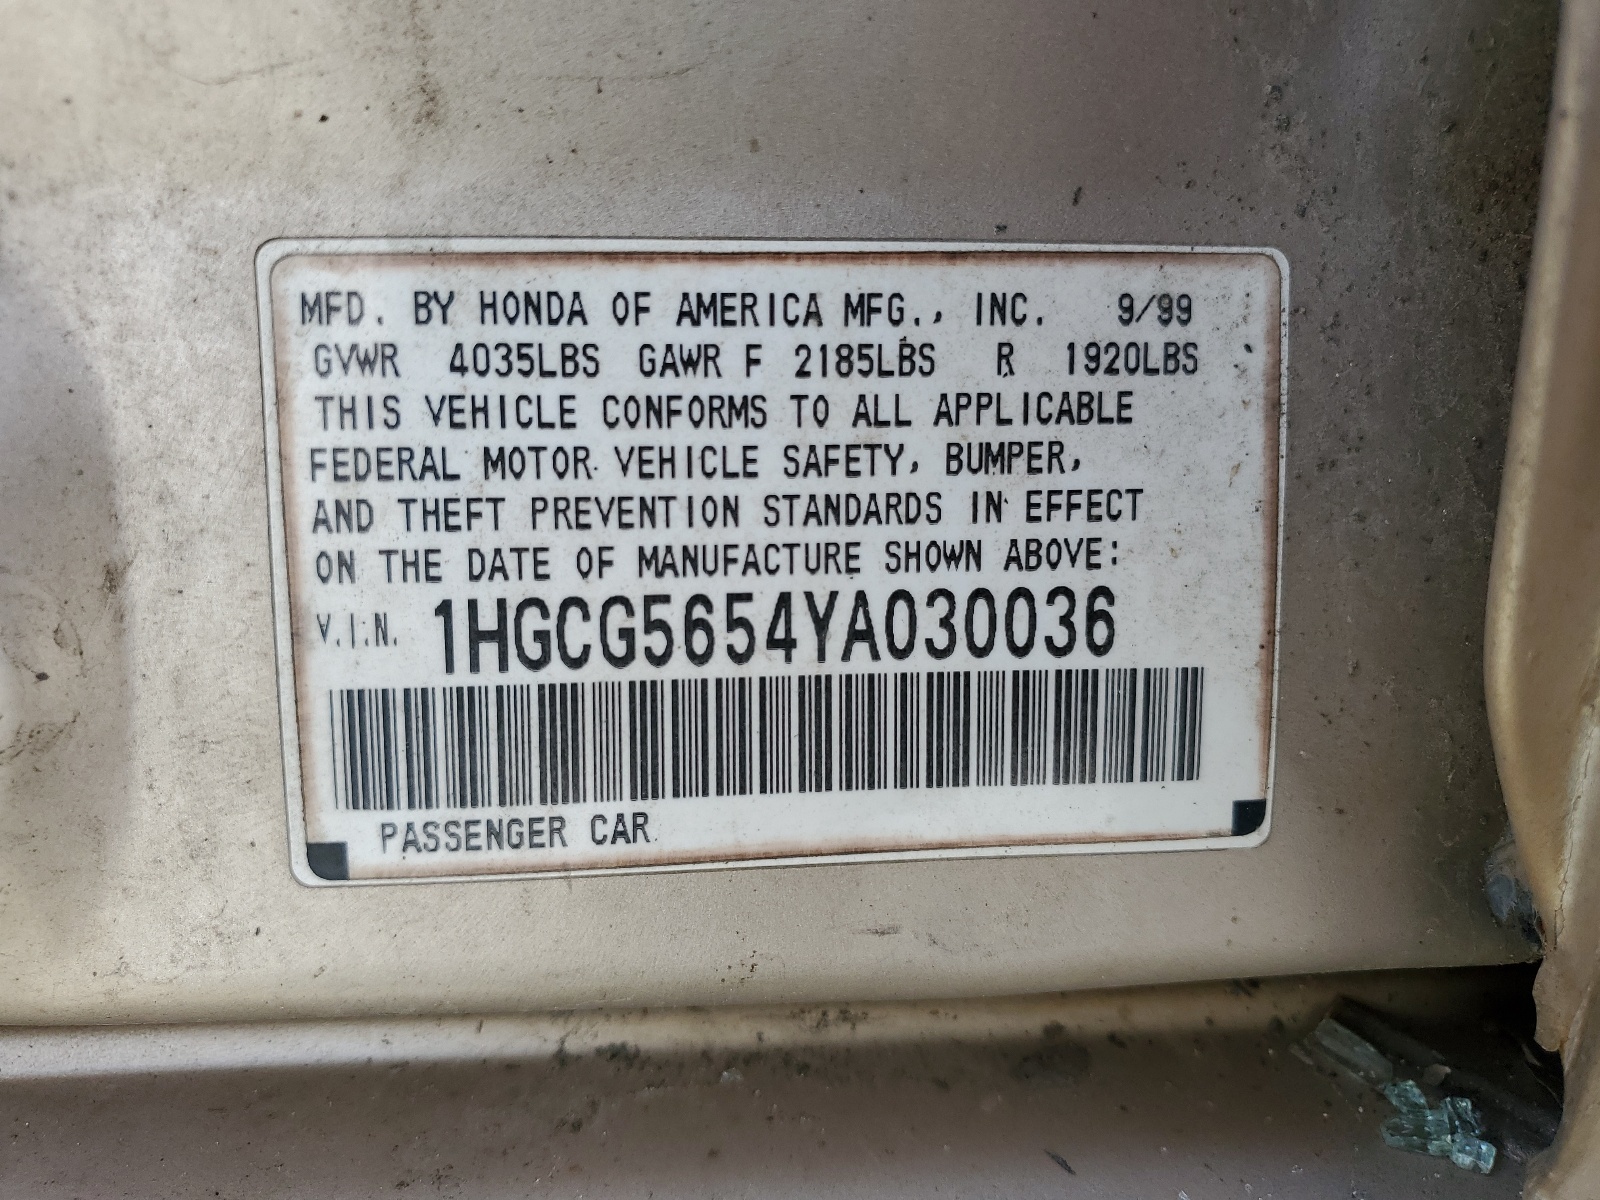 MFD. BY HONDA OF AMERICA MFG., INC. 9/99
GVWR 4035LBS GAWR F 2185LBS R 1920LBS
THIS VEHICLE CONFORMS TO ALL APPLICABLE
FEDERAL MOTOR VEHICLE SAFETY, BUMPER,
AND THEFT PREVENTION STANDARDS IN EFFECT
ON THE DATE OF MANUFACTURE SHOWN ABOVE:
V.I.N. 1HGCG5654YA030036
PASSENGER CAR